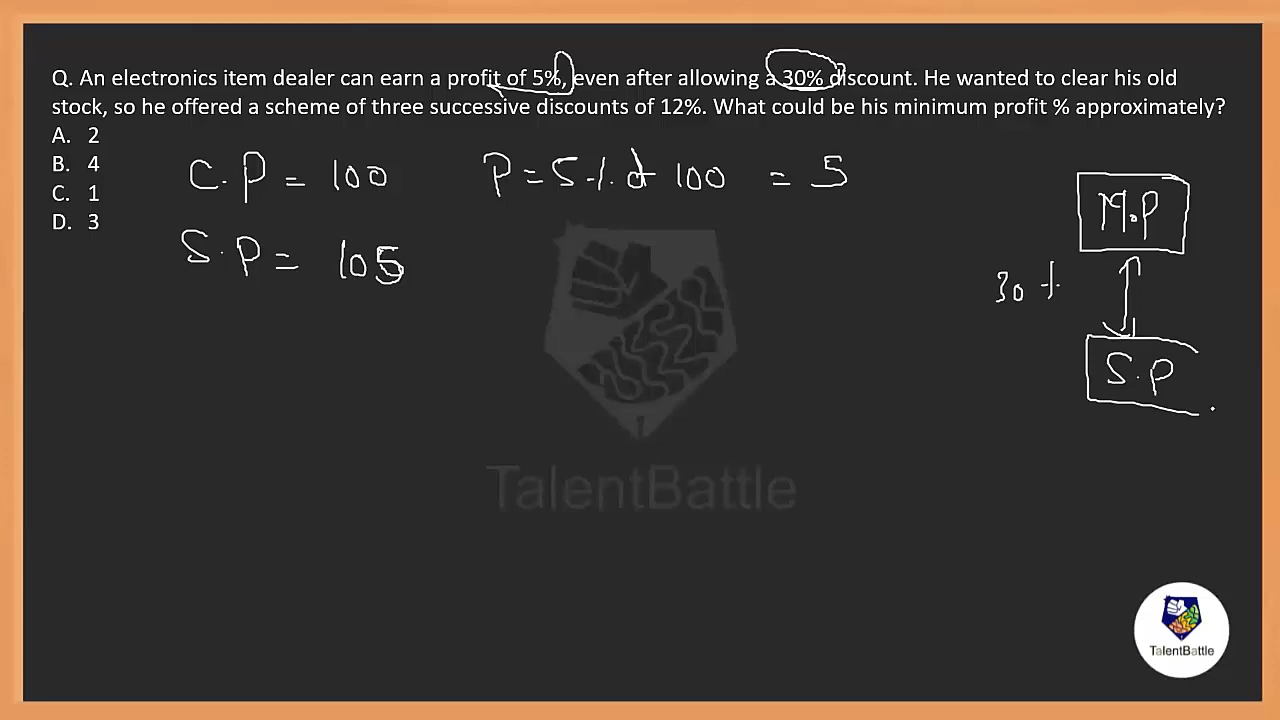 Q. An electronics item dealer can earn a profit of 5%, even after allowing a 30% discount. He wanted to clear his old
stock, so he offered a scheme of three successive discounts of 12%. What could be his minimum profit % approximately?
A. 2
B. 4
C. 1
D. 3
C.P = 100 P = 5 % of 100 = 5
S.P = 105
M.P
30 %
S.P
TalentBattle
TalentBattle